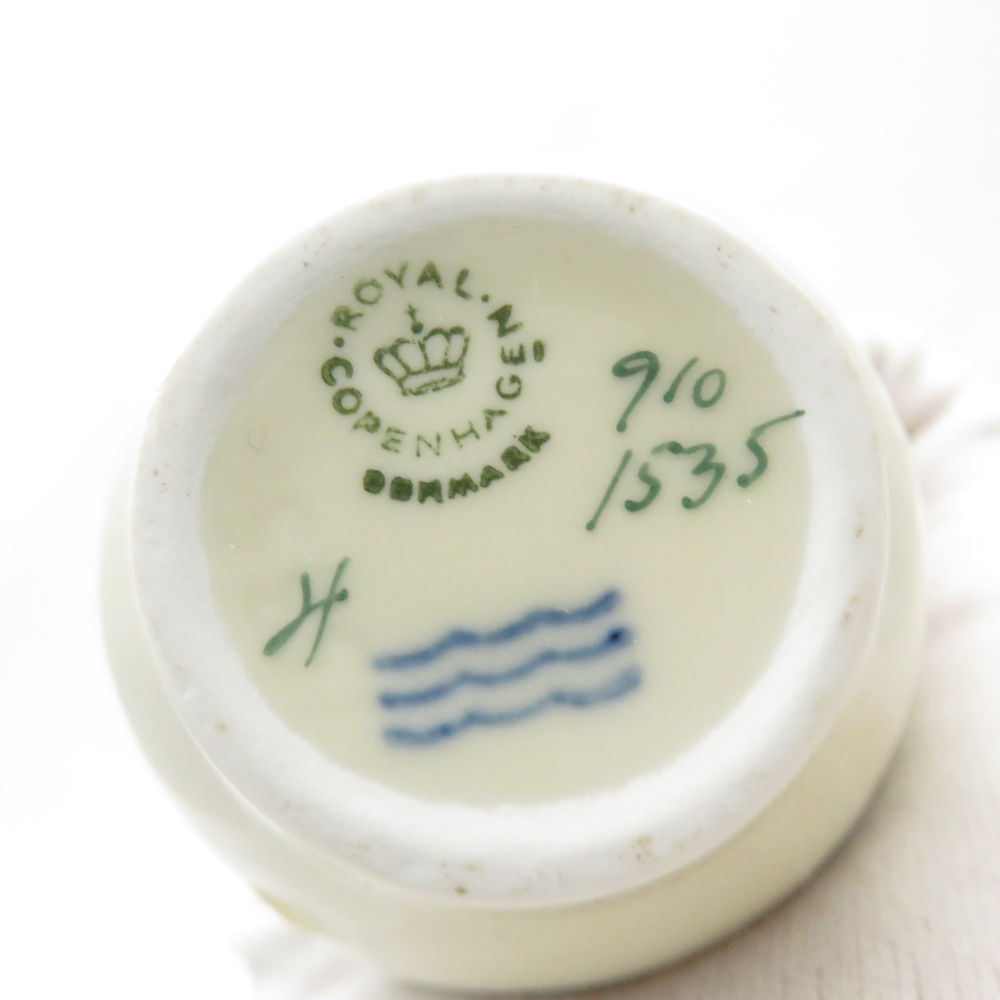 ROYAL · COPENHAGEN ·
DENMARK
910
1535
H